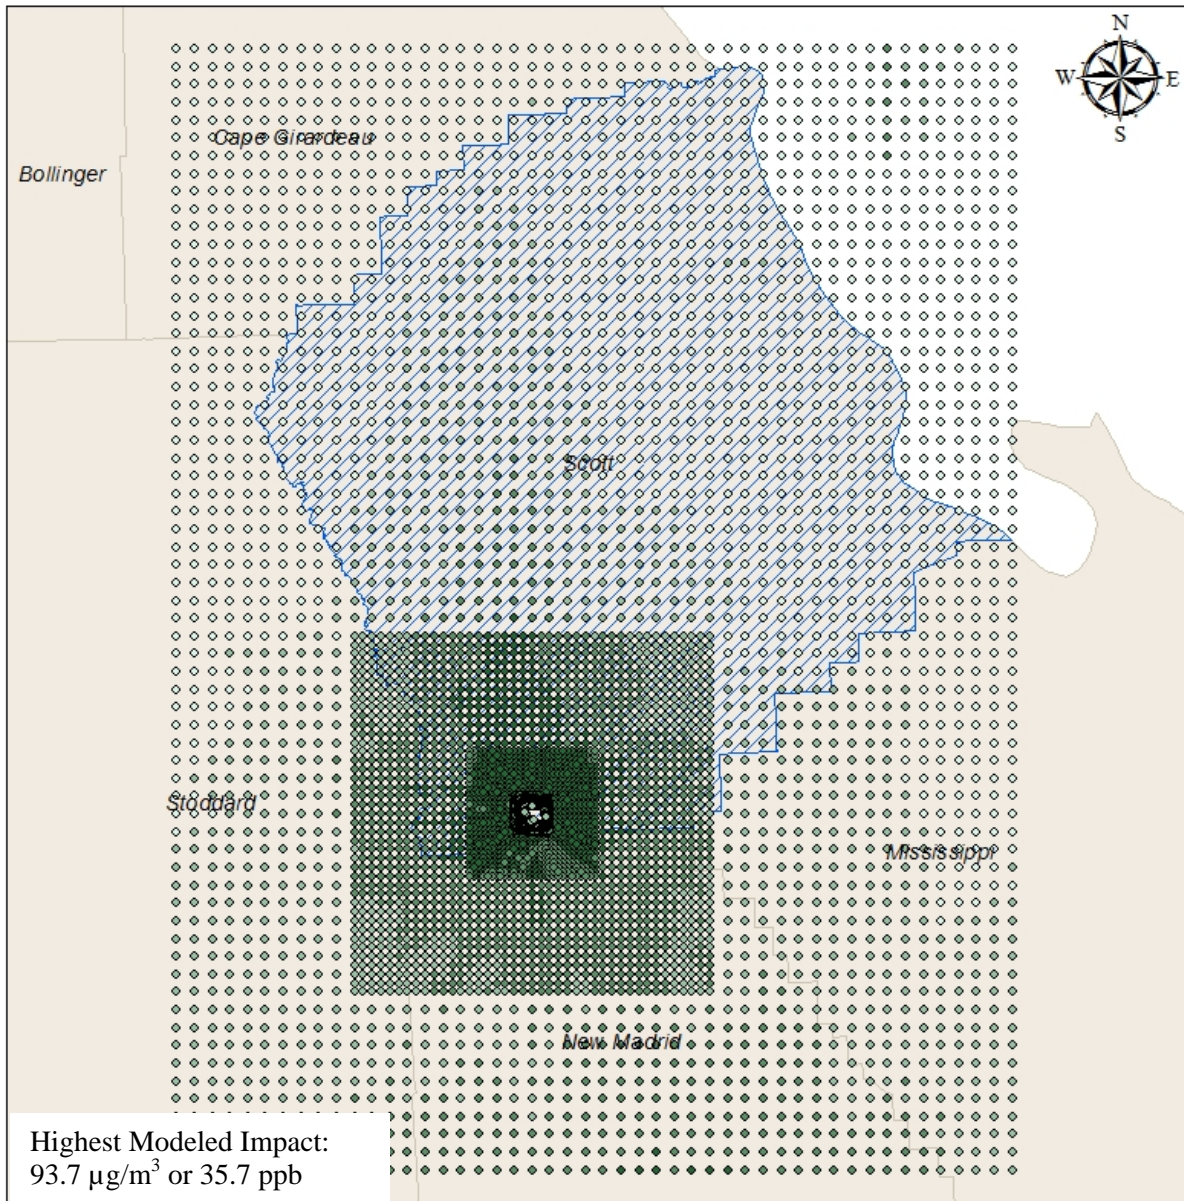 N
W E
S
Cape Girardeau
Bollinger
Scott
Stoddard
Mississippi
New Madrid
Highest Modeled Impact:
93.7 µg/m³ or 35.7 ppb